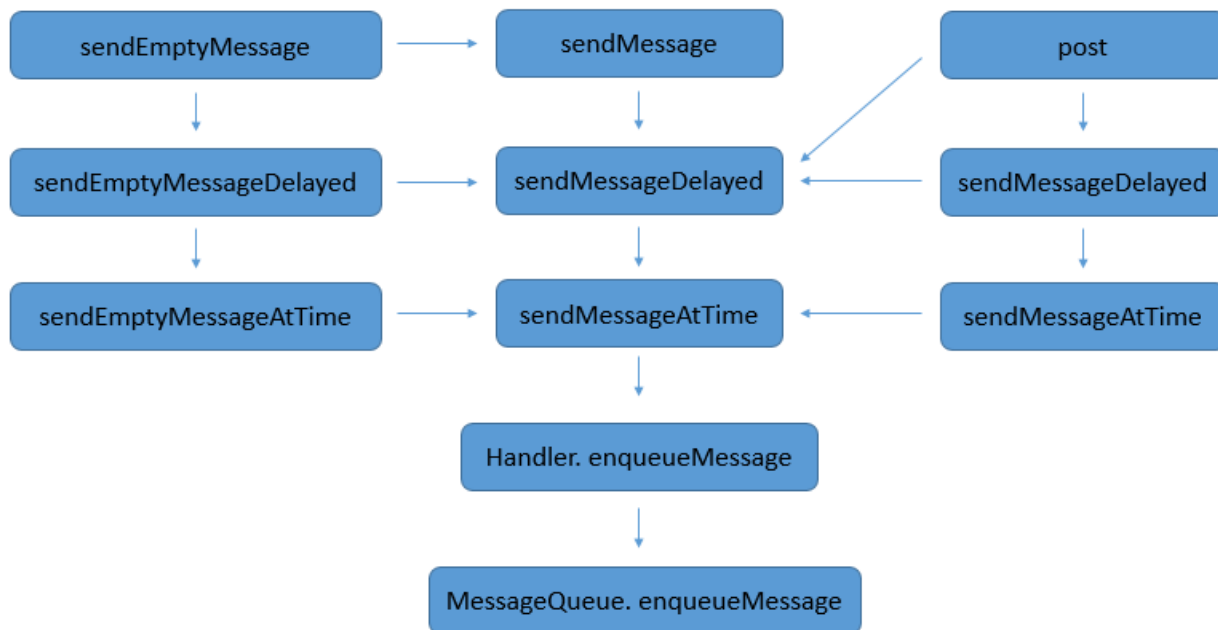 sendEmptyMessage
sendMessage
post
sendEmptyMessageDelayed
sendMessageDelayed
sendMessageDelayed
sendEmptyMessageAtTime
sendMessageAtTime
sendMessageAtTime
Handler. enqueueMessage
MessageQueue. enqueueMessage